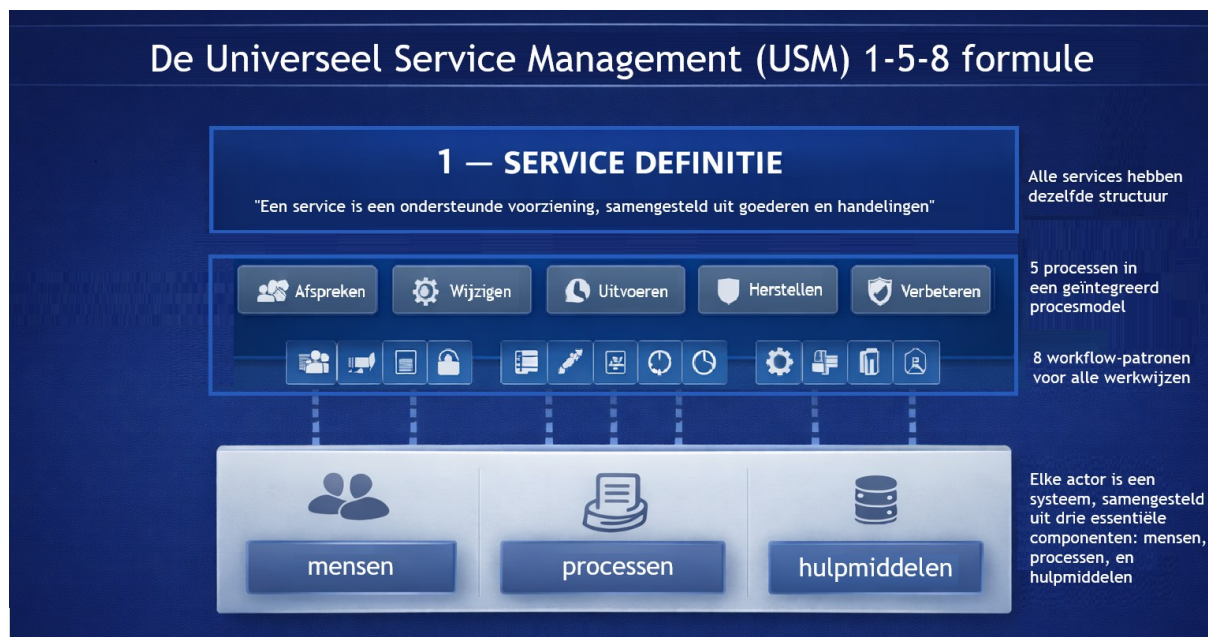 De Universeel Service Management (USM) 1-5-8 formule
1 — SERVICE DEFINITIE
"Een service is een ondersteunde voorziening, samengesteld uit goederen en handelingen"
Alle services hebben
dezelfde structuur
Afspreken
Wijzigen
Uitvoeren
Herstellen
Verbeteren
5 processen in
een geïntegreerd
procesmodel
8 workflow-patronen
voor alle werkwijzen
mensen
processen
hulpmiddelen
Elke actor is een
systeem, samengesteld
uit drie essentiële
componenten: mensen,
processen, en
hulpmiddelen